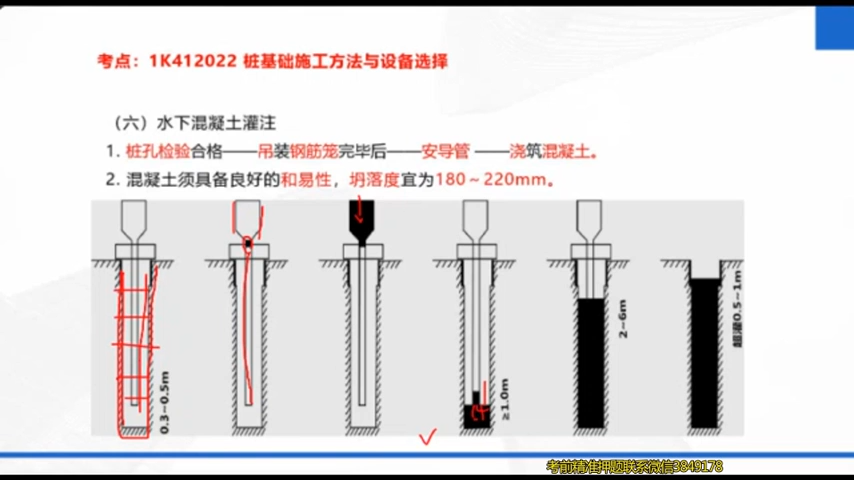 考点：1K412022 桩基础施工方法与设备选择
（六）水下混凝土灌注
1. 桩孔检验合格——吊装钢筋笼完毕后——安导管 ——浇筑混凝土。
2. 混凝土须具备良好的和易性，坍落度宜为180～220mm。
0.3~0.5m
≥1.0m
2~6m
超灌0.5~1m
考前精准押题联系微信3849178